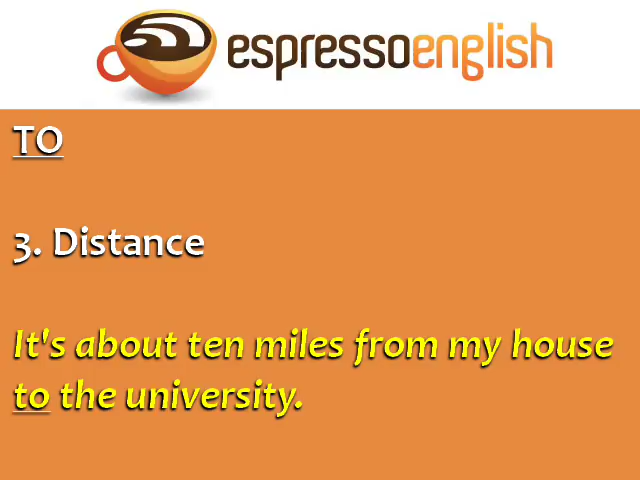 espressoenglish
TO
3. Distance
It's about ten miles from my house
to the university.